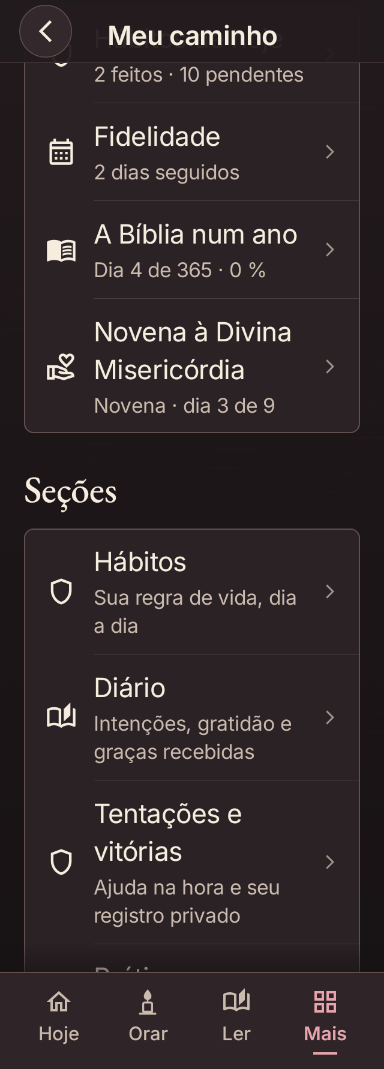 Meu caminho
2 feitos · 10 pendentes
Fidelidade
2 dias seguidos
A Bíblia num ano
Dia 4 de 365 · 0 %
Novena à Divina
Misericórdia
Novena · dia 3 de 9
Seções
Hábitos
Sua regra de vida, dia
a dia
Diário
Intenções, gratidão e
graças recebidas
Tentações e
vitórias
Ajuda na hora e seu
registro privado
Hoje
Orar
Ler
Mais